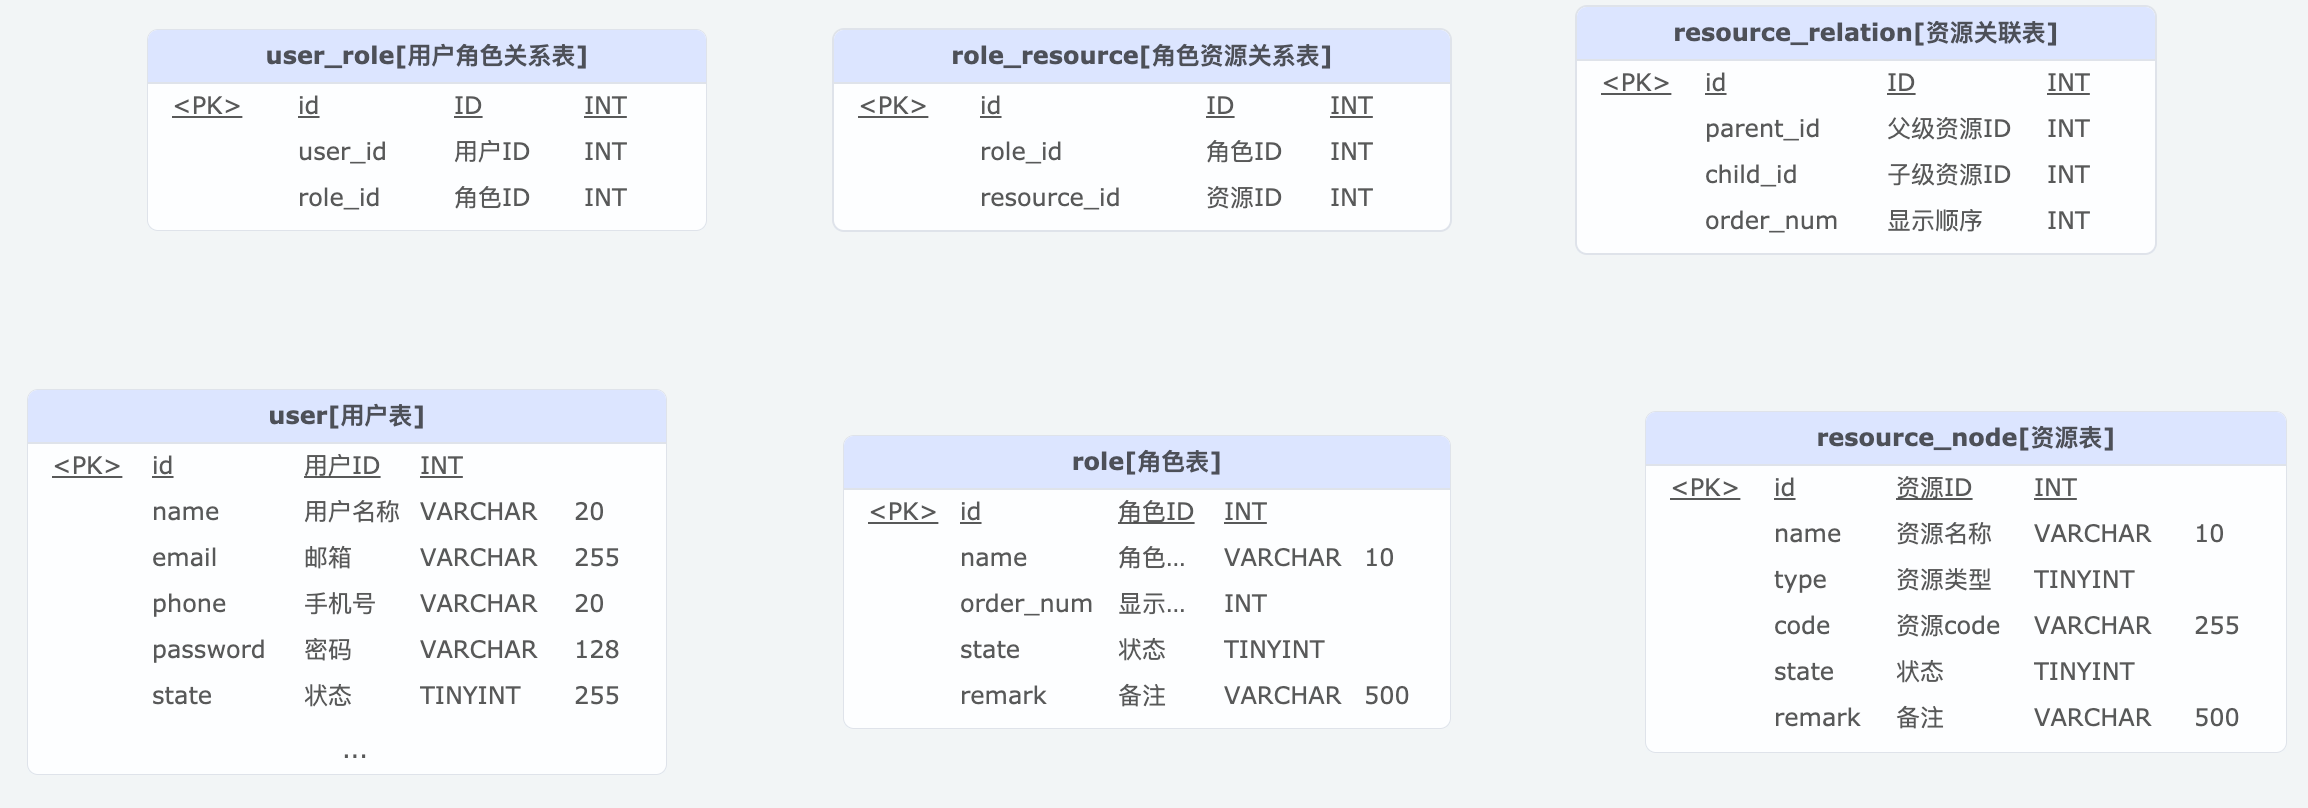 user_role[用户角色关系表]
<PK> id ID INT
user_id 用户ID INT
role_id 角色ID INT
role_resource[角色资源关系表]
<PK> id ID INT
role_id 角色ID INT
resource_id 资源ID INT
resource_relation[资源关联表]
<PK> id ID INT
parent_id 父级资源ID INT
child_id 子级资源ID INT
order_num 显示顺序 INT
user[用户表]
<PK> id 用户ID INT
name 用户名称 VARCHAR 20
email 邮箱 VARCHAR 255
phone 手机号 VARCHAR 20
password 密码 VARCHAR 128
state 状态 TINYINT 255
...
role[角色表]
<PK> id 角色ID INT
name 角色... VARCHAR 10
order_num 显示... INT
state 状态 TINYINT
remark 备注 VARCHAR 500
resource_node[资源表]
<PK> id 资源ID INT
name 资源名称 VARCHAR 10
type 资源类型 TINYINT
code 资源code VARCHAR 255
state 状态 TINYINT
remark 备注 VARCHAR 500